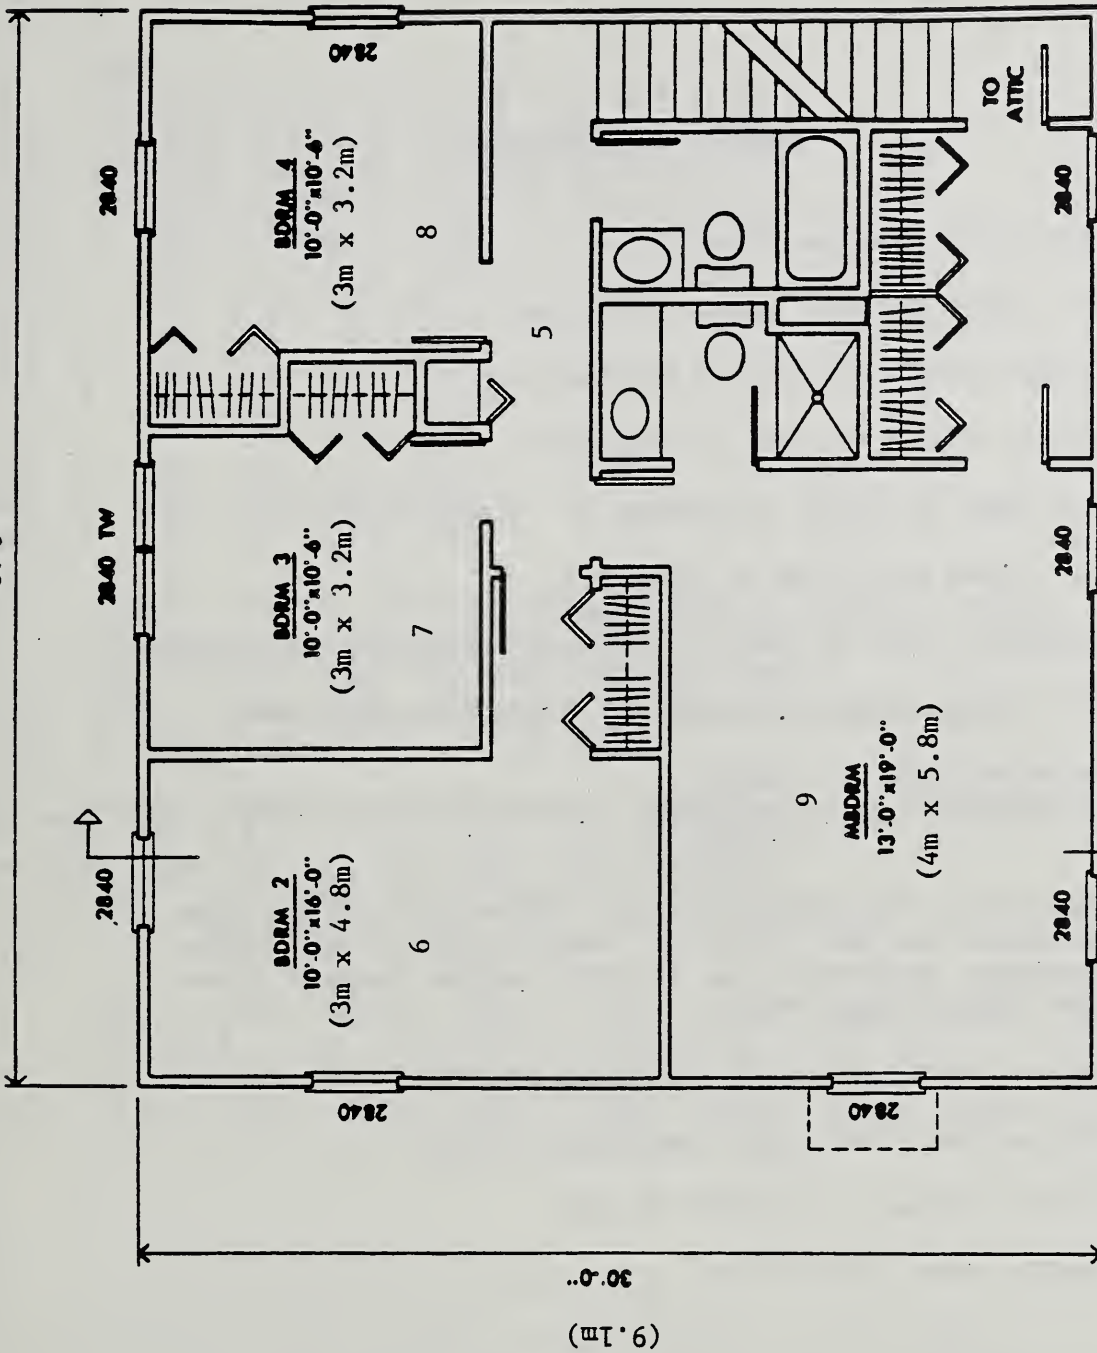 2840
2840
2840 TW
2840
BDRM 4
10'-0"x10'-6"
(3m x 3.2m)
8
BDRM 3
10'-0"x10'-6"
(3m x 3.2m)
7
BDRM 2
10'-0"x16'-0"
(3m x 4.8m)
6
5
TO
ATTIC
MBDRM
13'-0"x19'-0"
(4m x 5.8m)
9
2840
2840
2840
2840
2840
30'-0"
(9.1m)